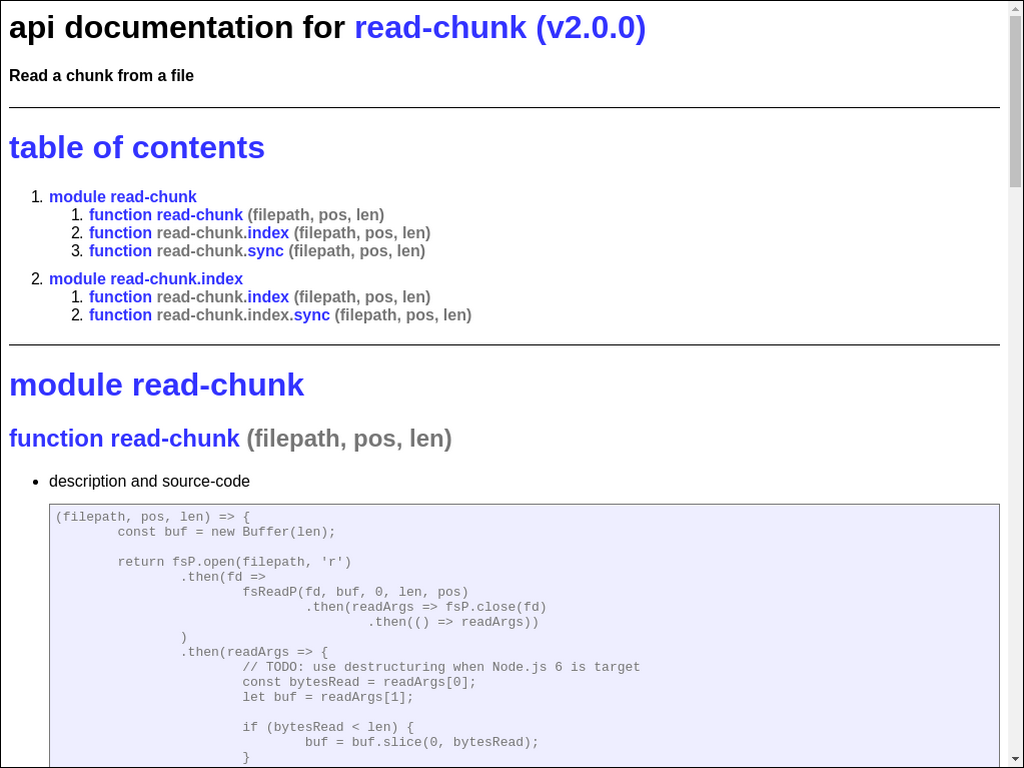 api documentation for read-chunk (v2.0.0)
Read a chunk from a file
table of contents
1. module read-chunk
1. function read-chunk (filepath, pos, len)
2. function read-chunk.index (filepath, pos, len)
3. function read-chunk.sync (filepath, pos, len)
2. module read-chunk.index
1. function read-chunk.index (filepath, pos, len)
2. function read-chunk.index.sync (filepath, pos, len)
module read-chunk
function read-chunk (filepath, pos, len)
• description and source-code
(filepath, pos, len) => {
const buf = new Buffer(len);
return fsP.open(filepath, 'r')
.then(fd =>
fsReadP(fd, buf, 0, len, pos)
.then(readArgs => fsP.close(fd)
.then(() => readArgs))
)
.then(readArgs => {
// TODO: use destructuring when Node.js 6 is target
const bytesRead = readArgs[0];
let buf = readArgs[1];
if (bytesRead < len) {
buf = buf.slice(0, bytesRead);
}